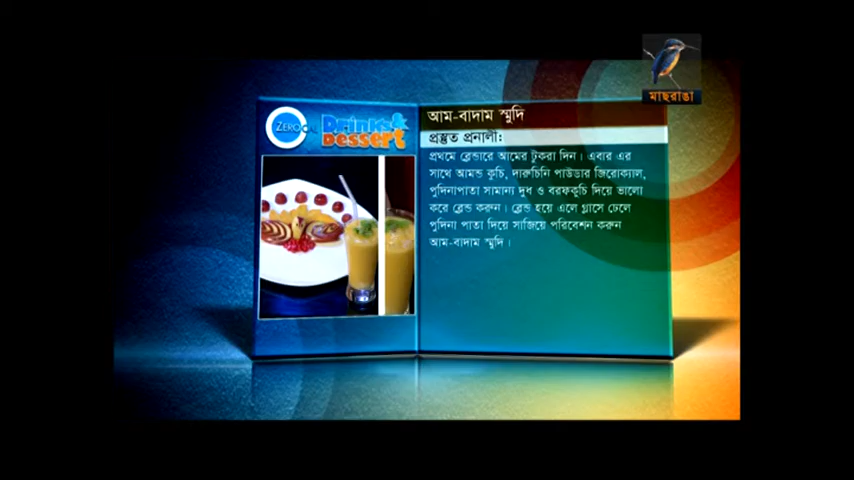 মাছরাঙা
ZEROCAL
Drinks &
Dessert
আম-বাদাম স্মুদি
প্রস্তুত প্রনালী:
প্রথমে ব্লেন্ডারে আমের টুকরা দিন। এবার এর
সাথে আমন্ড কুচি, দারুচিনি পাউডার জিরোক্যাল,
পুদিনাপাতা সামান্য দুধ ও বরফকুচি দিয়ে ভালো
করে ব্লেন্ড করুন। ব্লেন্ড হয়ে এলে গ্লাসে ঢেলে
পুদিনা পাতা দিয়ে সাজিয়ে পরিবেশন করুন
আম-বাদাম স্মুদি।